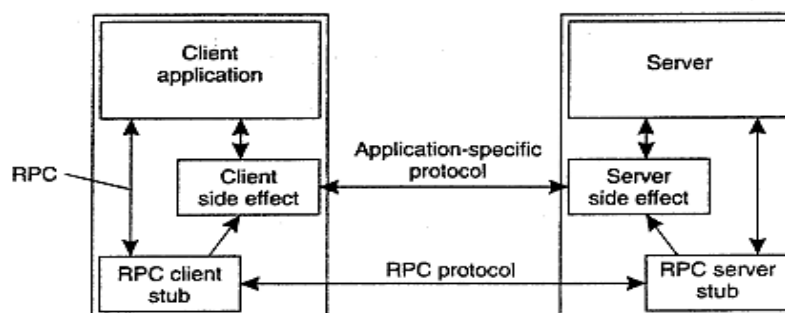 Client
application
Server
RPC
Client
side effect
Application-specific
protocol
Server
side effect
RPC client
stub
RPC protocol
RPC server
stub